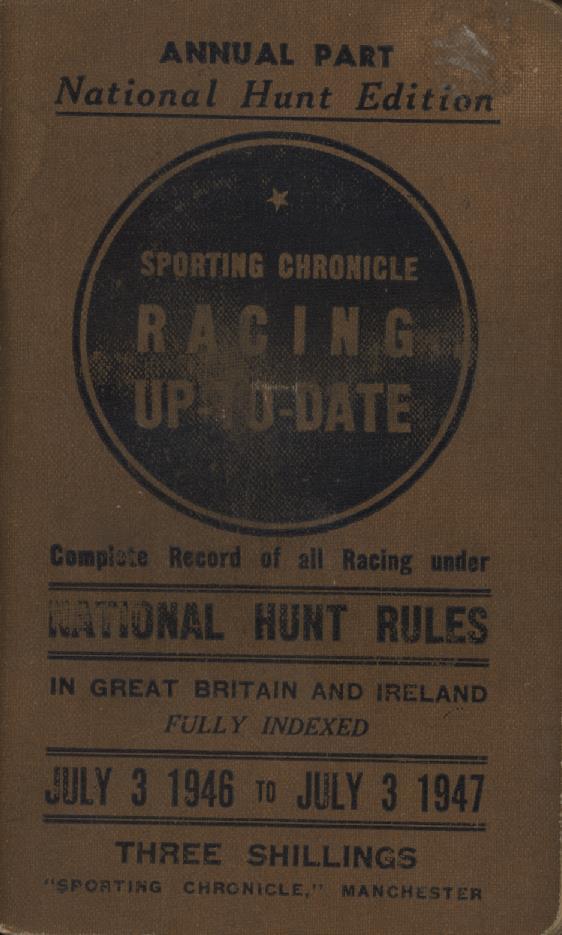 ANNUAL PART
National Hunt Edition
SPORTING CHRONICLE
RACING
UP-TO-DATE
Complete Record of all Racing under
NATIONAL HUNT RULES
IN GREAT BRITAIN AND IRELAND
FULLY INDEXED
JULY 3 1946 TO JULY 3 1947
THREE SHILLINGS
"SPORTING CHRONICLE," MANCHESTER